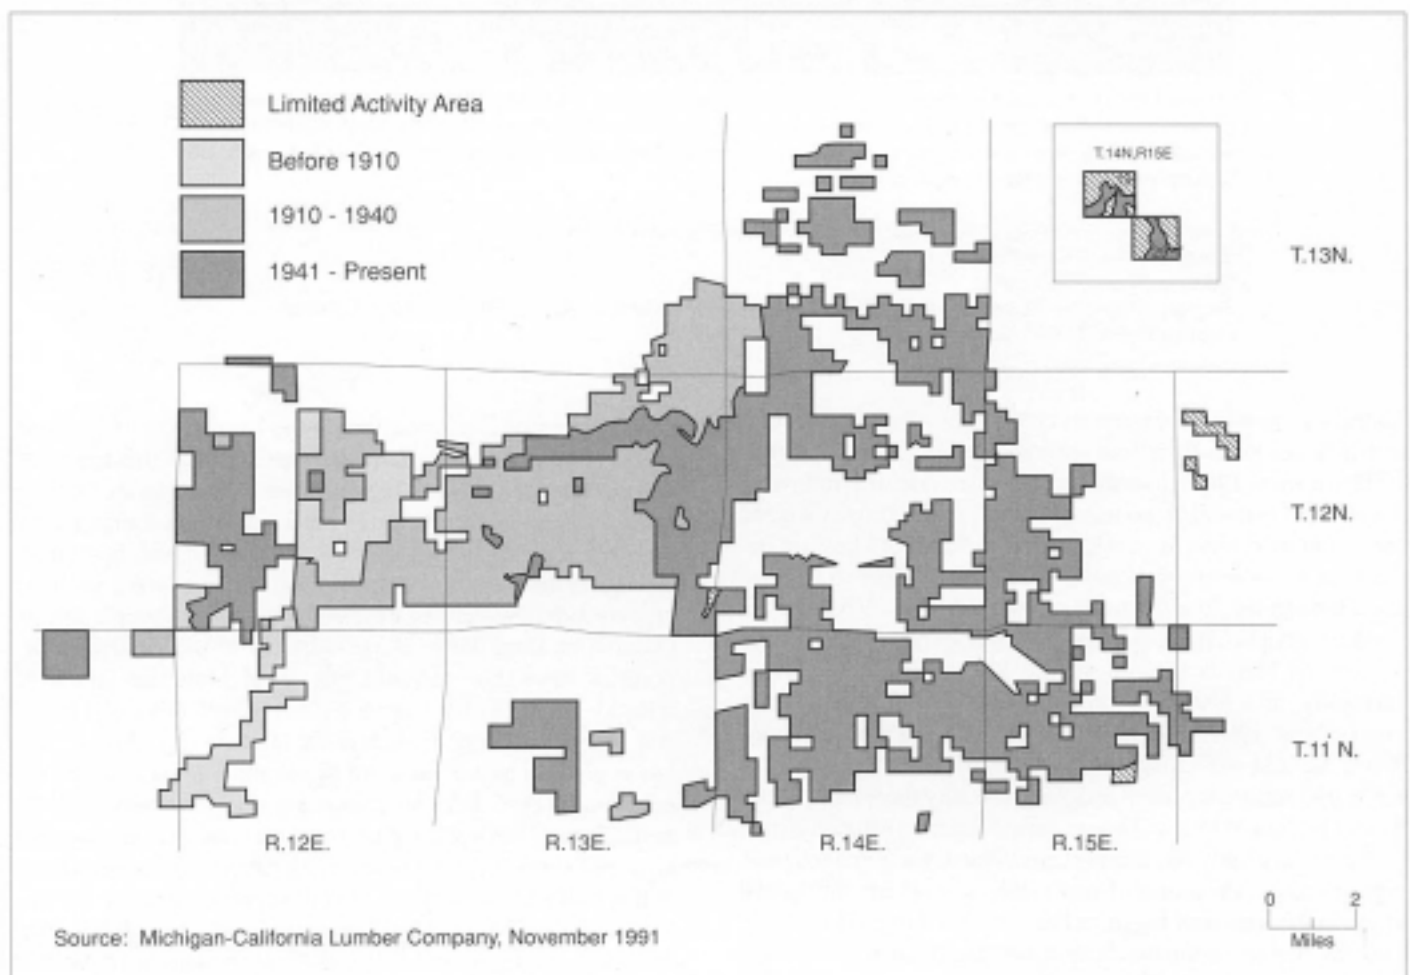 Limited Activity Area
Before 1910
1910 - 1940
1941 - Present
T.14N,R15E
T.13N.
T.12N.
T.11 N.
R.12E.
R.13E.
R.14E.
R.15E.
0 2
Miles
Source: Michigan-California Lumber Company, November 1991